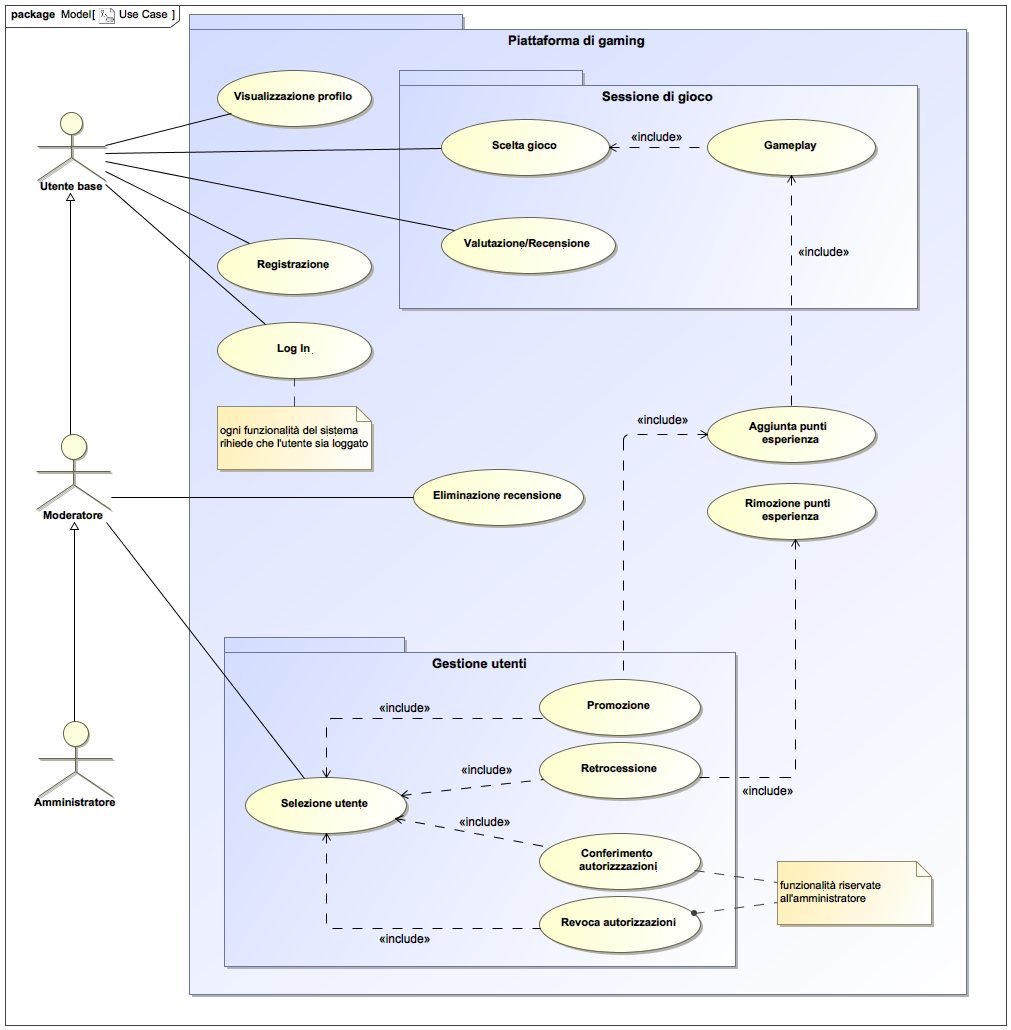 package Model[ Use Case ]
Piattaforma di gaming
Visualizzazione profilo
Sessione di gioco
Scelta gioco
«include»
Gameplay
Utente base
Valutazione/Recensione
«include»
Registrazione
Log In
ogni funzionalità del sistema
rihiede che l'utente sia loggato
«include»
Aggiunta punti
esperienza
Moderatore
Eliminazione recensione
Rimozione punti
esperienza
Gestione utenti
«include»
Promozione
«include»
Retrocessione
«include»
Amministratore
Selezione utente
«include»
Conferimento
autorizzzazioni
funzionalità riservate
all'amministratore
Revoca autorizzazioni
«include»